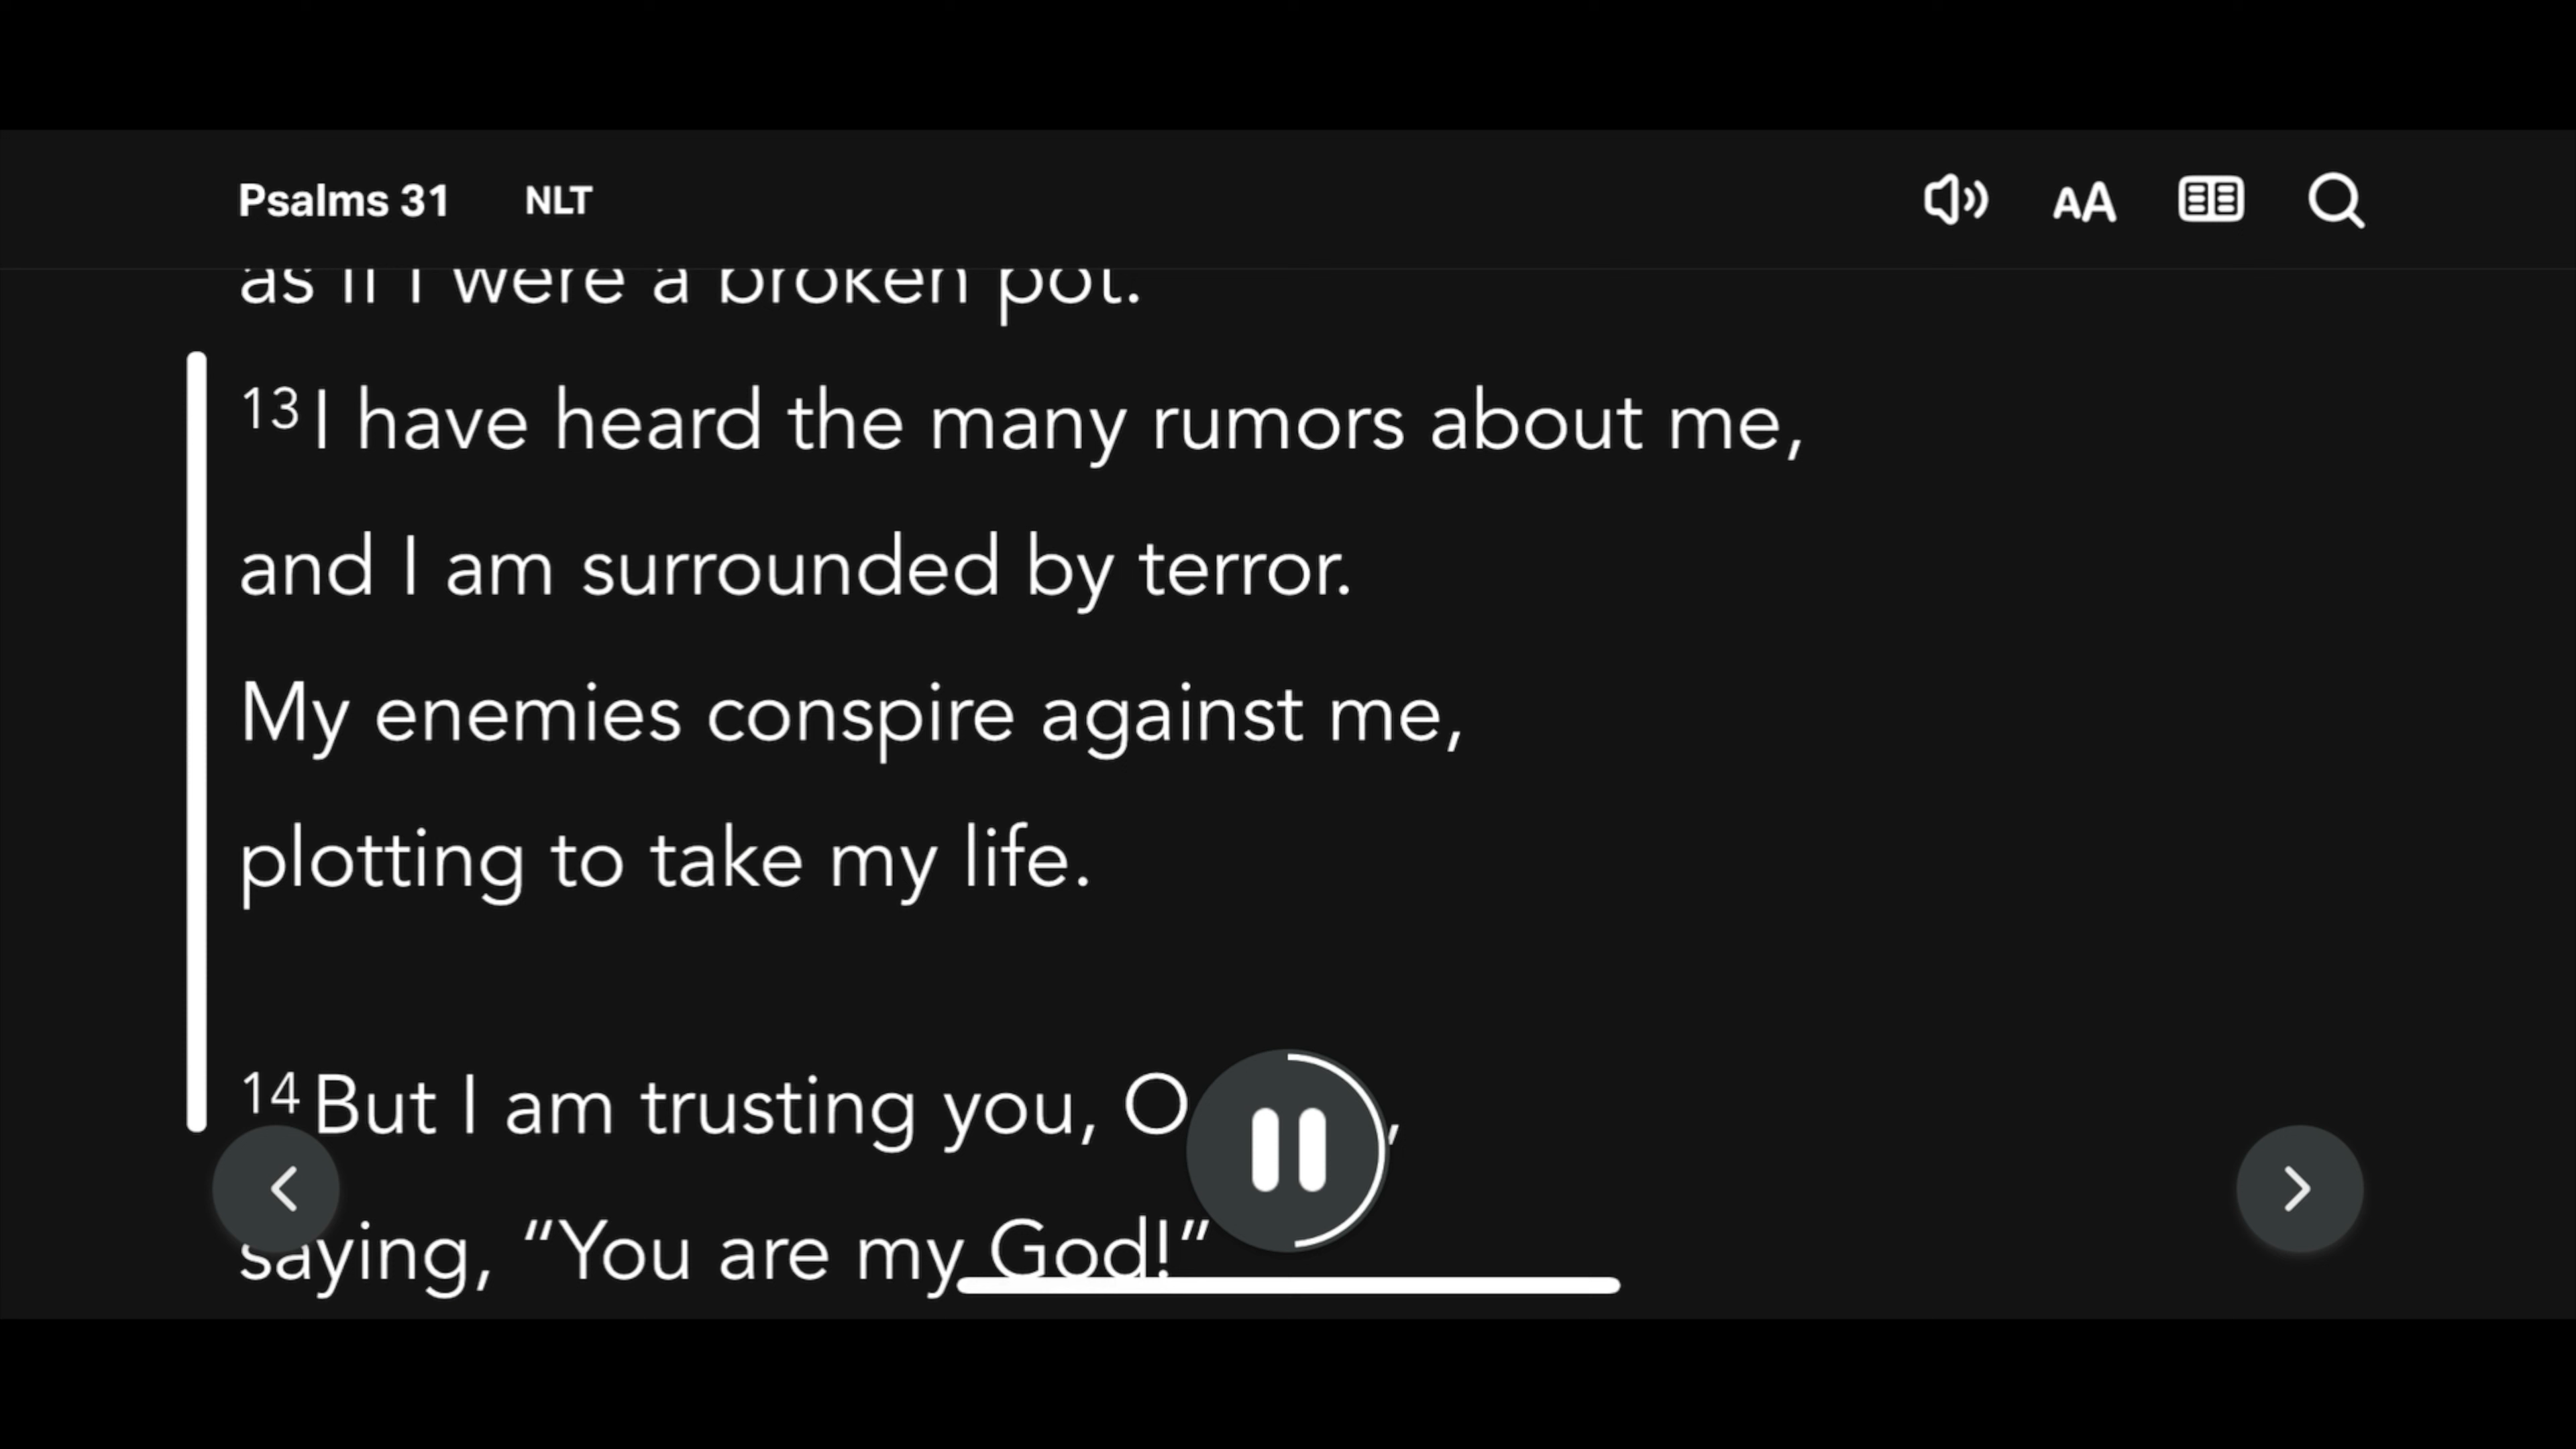 Psalms 31 NLT AA
as if I were a broken pot.
13 I have heard the many rumors about me,
and I am surrounded by terror.
My enemies conspire against me,
plotting to take my life.
14 But I am trusting you, O ,
saying, “You are my God!”